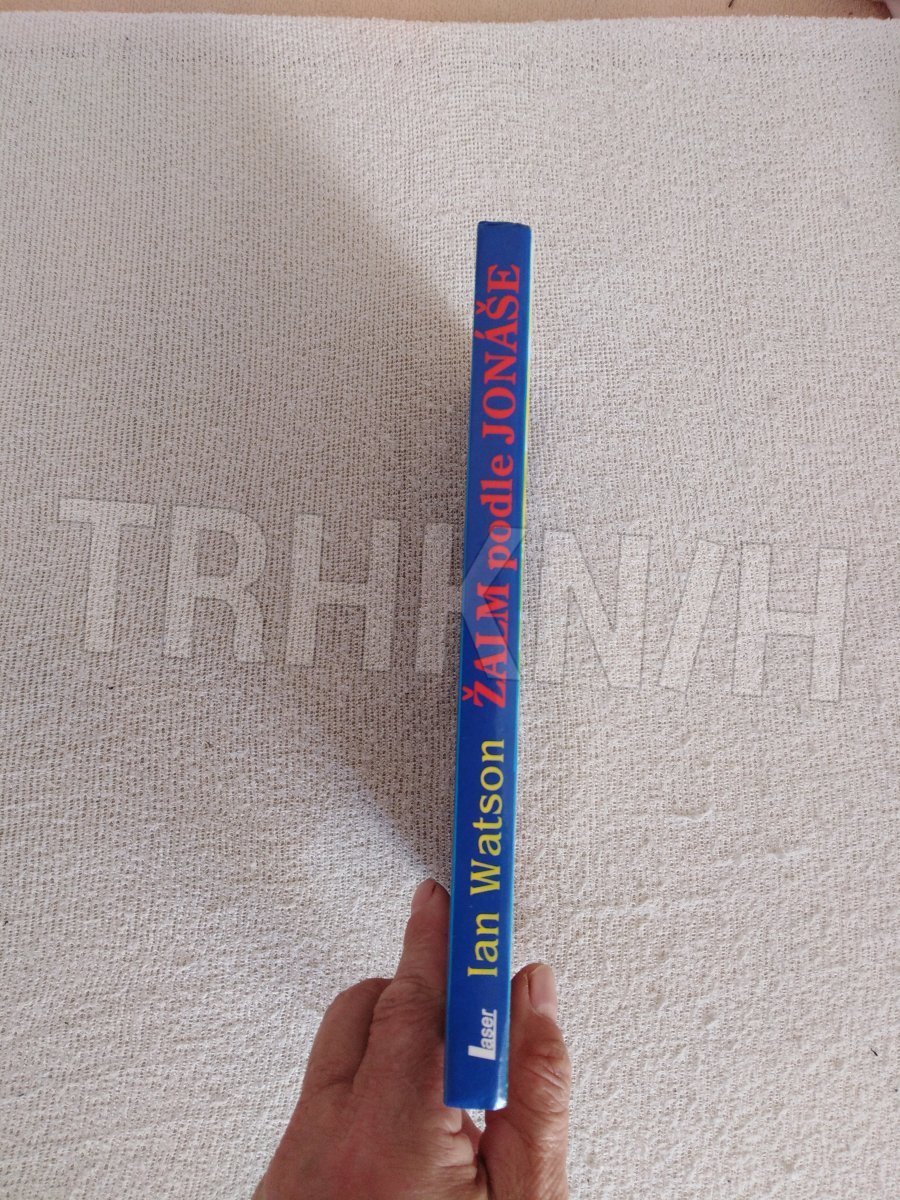 Ian Watson ŽALM podle JONÁŠE
laser
TRHKNIH